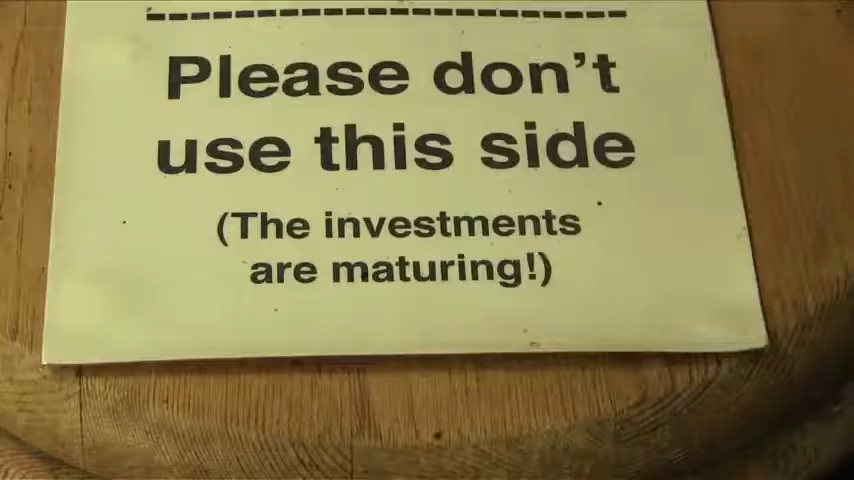 Please don't
use this side
(The investments
are maturing!)